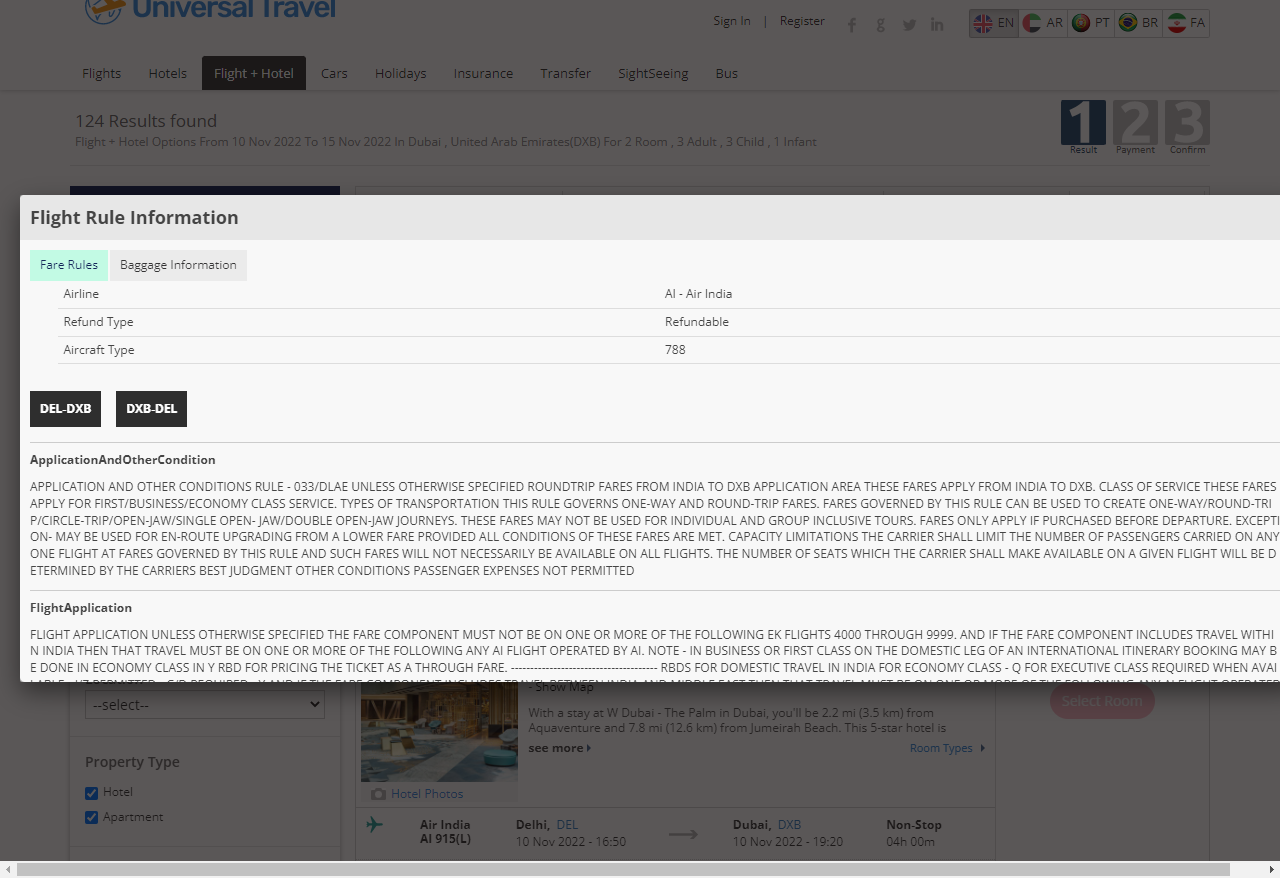 Universal Travel
Sign In | Register
EN AR PT BR FA
Flights Hotels Flight + Hotel Cars Holidays Insurance Transfer SightSeeing Bus
124 Results found
Flight + Hotel Options From 10 Nov 2022 To 15 Nov 2022 In Dubai , United Arab Emirates(DXB) For 2 Room , 3 Adult , 3 Child , 1 Infant
1 2 3
Result Payment Confirm
Flight Rule Information
Fare Rules Baggage Information
Airline AI - Air India
Refund Type Refundable
Aircraft Type 788
DEL-DXB DXB-DEL
ApplicationAndOtherCondition
APPLICATION AND OTHER CONDITIONS RULE - 033/DLAE UNLESS OTHERWISE SPECIFIED ROUNDTRIP FARES FROM INDIA TO DXB APPLICATION AREA THESE FARES APPLY FROM INDIA TO DXB. CLASS OF SERVICE THESE FARES
APPLY FOR FIRST/BUSINESS/ECONOMY CLASS SERVICE. TYPES OF TRANSPORTATION THIS RULE GOVERNS ONE-WAY AND ROUND-TRIP FARES. FARES GOVERNED BY THIS RULE CAN BE USED TO CREATE ONE-WAY/ROUND-TRI
P/CIRCLE-TRIP/OPEN-JAW/SINGLE OPEN- JAW/DOUBLE OPEN-JAW JOURNEYS. THESE FARES MAY NOT BE USED FOR INDIVIDUAL AND GROUP INCLUSIVE TOURS. FARES ONLY APPLY IF PURCHASED BEFORE DEPARTURE. EXCEPTI
ON- MAY BE USED FOR EN-ROUTE UPGRADING FROM A LOWER FARE PROVIDED ALL CONDITIONS OF THESE FARES ARE MET. CAPACITY LIMITATIONS THE CARRIER SHALL LIMIT THE NUMBER OF PASSENGERS CARRIED ON ANY
ONE FLIGHT AT FARES GOVERNED BY THIS RULE AND SUCH FARES WILL NOT NECESSARILY BE AVAILABLE ON ALL FLIGHTS. THE NUMBER OF SEATS WHICH THE CARRIER SHALL MAKE AVAILABLE ON A GIVEN FLIGHT WILL BE D
ETERMINED BY THE CARRIERS BEST JUDGMENT OTHER CONDITIONS PASSENGER EXPENSES NOT PERMITTED
FlightApplication
FLIGHT APPLICATION UNLESS OTHERWISE SPECIFIED THE FARE COMPONENT MUST NOT BE ON ONE OR MORE OF THE FOLLOWING EK FLIGHTS 4000 THROUGH 9999. AND IF THE FARE COMPONENT INCLUDES TRAVEL WITHI
N INDIA THEN THAT TRAVEL MUST BE ON ONE OR MORE OF THE FOLLOWING ANY AI FLIGHT OPERATED BY AI. NOTE - IN BUSINESS OR FIRST CLASS ON THE DOMESTIC LEG OF AN INTERNATIONAL ITINERARY BOOKING MAY B
E DONE IN ECONOMY CLASS IN Y RBD FOR PRICING THE TICKET AS A THROUGH FARE. -------------------------------------- RBDS FOR DOMESTIC TRAVEL IN INDIA FOR ECONOMY CLASS - Q FOR EXECUTIVE CLASS REQUIRED WHEN AVAI
- Show Map
--select--
With a stay at W Dubai - The Palm in Dubai, you'll be 2.2 mi (3.5 km) from
Aquaventure and 7.8 mi (12.6 km) from Jumeirah Beach. This 5-star hotel is
see more
Room Types
Select Room
Property Type
Hotel
Apartment
Hotel Photos
Air India Delhi, DEL Dubai, DXB Non-Stop
AI 915(L) 10 Nov 2022 - 16:50 10 Nov 2022 - 19:20 04h 00m